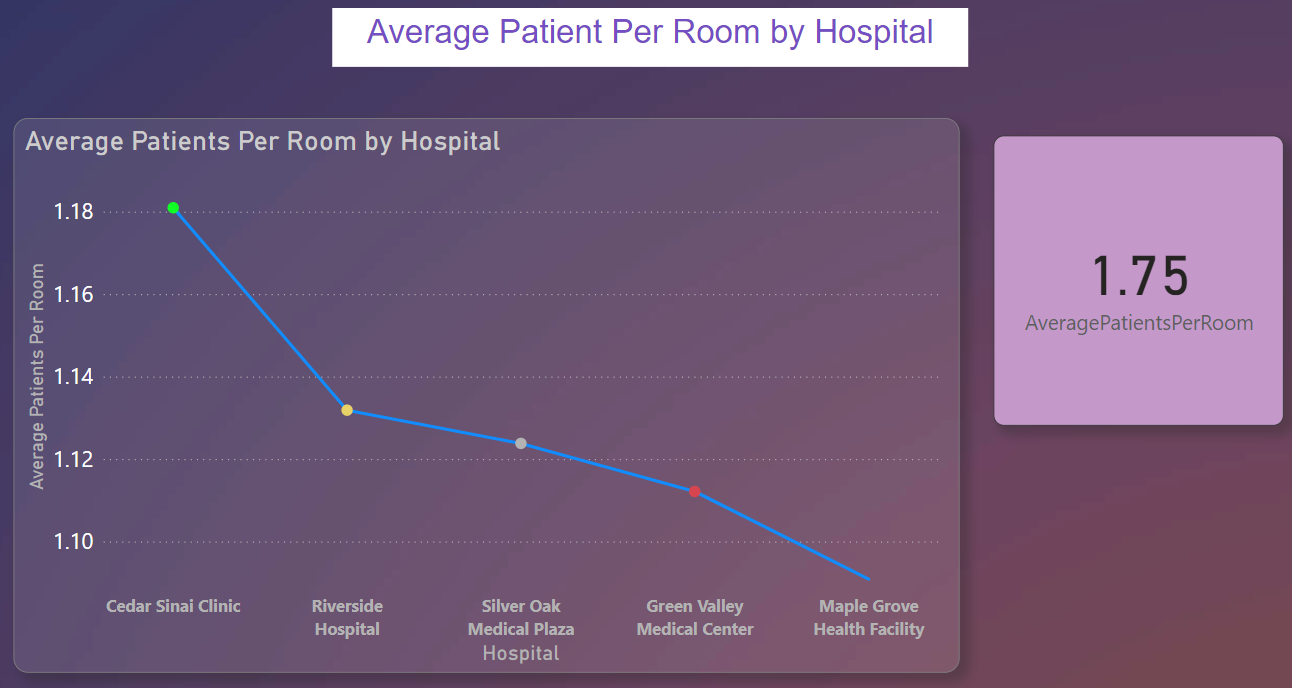 Average Patient Per Room by Hospital
Average Patients Per Room by Hospital
Average Patients Per Room
1.18
1.16
1.14
1.12
1.10
Cedar Sinai Clinic
Riverside
Hospital
Silver Oak
Medical Plaza
Green Valley
Medical Center
Maple Grove
Health Facility
Hospital
1.75
AveragePatientsPerRoom